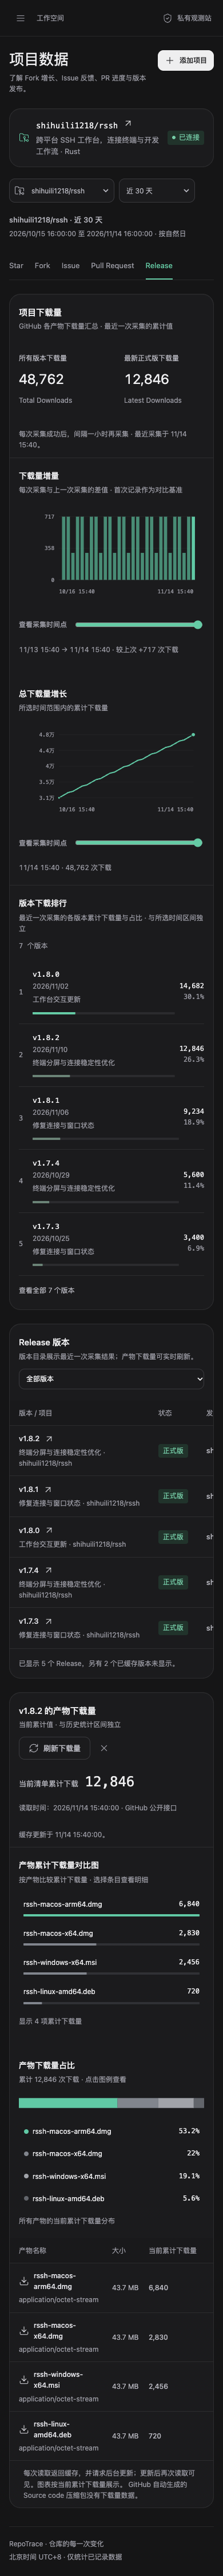 工作空间
私有观测站
项目数据
添加项目
了解 Fork 增长、Issue 反馈、PR 进度与版本
发布。
shihuili1218/rssh
跨平台 SSH 工作台，连接终端与开发
工作流 · Rust
已连接
shihuili1218/rssh
近 30 天
shihuili1218/rssh · 近 30 天
2026/10/15 16:00:00 至 2026/11/14 16:00:00 · 按自然日
Star Fork Issue Pull Request Release
项目下载量
GitHub 各产物下载量汇总 · 最近一次采集的累计值
所有版本下载量
最新正式版下载量
48,762
12,846
Total Downloads
Latest Downloads
每次采集成功后，间隔一小时再采集 · 最近采集于 11/14
15:40。
下载量增量
每次采集与上一次采集的差值 · 首次记录作为对比基准
717
358
0
10/16 15:40
11/14 15:40
查看采集时间点
11/13 15:40 → 11/14 15:40 · 较上次 +717 次下载
总下载量增长
所选时间范围内的累计下载量
4.8万
4.4万
4万
3.5万
3.1万
10/16 15:40
11/14 15:40
查看采集时间点
11/14 15:40 · 48,762 次下载
版本下载排行
最近一次采集的各版本累计下载量与占比 · 与所选时间区间独
立
7 个版本
1
v1.8.0
2026/11/02
工作台交互更新
14,682
30.1%
2
v1.8.2
2026/11/10
终端分屏与连接稳定性优化
12,846
26.3%
3
v1.8.1
2026/11/06
修复连接与窗口状态
9,234
18.9%
4
v1.7.4
2026/10/29
终端分屏与连接稳定性优化
5,600
11.4%
5
v1.7.3
2026/10/25
修复连接与窗口状态
3,400
6.9%
查看全部 7 个版本
Release 版本
版本目录展示最近一次采集结果；产物下载量可实时刷新。
全部版本
版本 / 项目
状态
发
v1.8.2
终端分屏与连接稳定性优化 ·
shihuili1218/rssh
正式版
sh
v1.8.1
修复连接与窗口状态 · shihuili1218/rssh
正式版
sh
v1.8.0
工作台交互更新 · shihuili1218/rssh
正式版
sh
v1.7.4
终端分屏与连接稳定性优化 ·
shihuili1218/rssh
正式版
sh
v1.7.3
修复连接与窗口状态 · shihuili1218/rssh
正式版
sh
已显示 5 个 Release，另有 2 个已缓存版本未显示。
v1.8.2 的产物下载量
当前累计值 · 与历史统计区间独立
刷新下载量
当前清单累计下载 12,846
读取时间：2026/11/14 15:40:00 · GitHub 公开接口
缓存更新于 11/14 15:40:00。
产物累计下载量对比图
按产物比较累计下载量 · 选择条目查看明细
rssh-macos-arm64.dmg 6,840
rssh-macos-x64.dmg 2,830
rssh-windows-x64.msi 2,456
rssh-linux-amd64.deb 720
显示 4 项累计下载量
产物下载量占比
累计 12,846 次下载 · 点击图例查看
rssh-macos-arm64.dmg 53.2%
rssh-macos-x64.dmg 22%
rssh-windows-x64.msi 19.1%
rssh-linux-amd64.deb 5.6%
所有产物的当前累计下载量分布
产物名称 大小 当前累计下载量
rssh-macos-
arm64.dmg
application/octet-stream
43.7 MB
6,840
rssh-macos-
x64.dmg
application/octet-stream
43.7 MB
2,830
rssh-windows-
x64.msi
application/octet-stream
43.7 MB
2,456
rssh-linux-
amd64.deb
application/octet-stream
43.7 MB
720
每次读取返回缓存，并请求后台更新；更新后再次读取可
见。图表按当前累计下载量展示。 GitHub 自动生成的
Source code 压缩包没有下载量数据。
RepoTrace · 仓库的每一次变化
北京时间 UTC+8 · 仅统计已记录数据